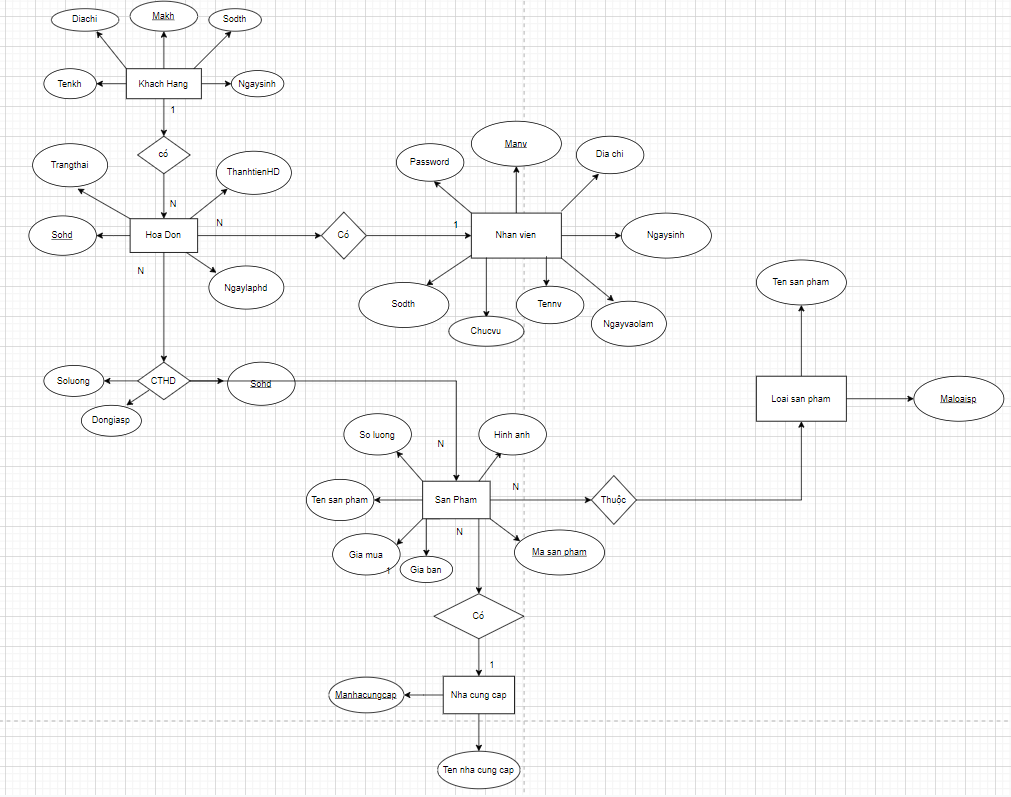 Diachi
Makh
Sodth
Tenkh
Khach Hang
Ngaysinh
1
có
Trangthai
ThanhtienHD
N
Sohd
Hoa Don
N
Có
1
Nhan vien
Password
Manv
Dia chi
Ngaysinh
N
Ngaylaphd
Sodth
Chucvu
Tennv
Ngayvaolam
Ten san pham
Soluong
CTHD
Sohd
Dongiasp
Loai san pham
Maloaisp
So luong
N
Hinh anh
Ten san pham
San Pham
N
Thuộc
Gia mua
1
Gia ban
N
Ma san pham
Có
1
Manhacungcap
Nha cung cap
Ten nha cung cap